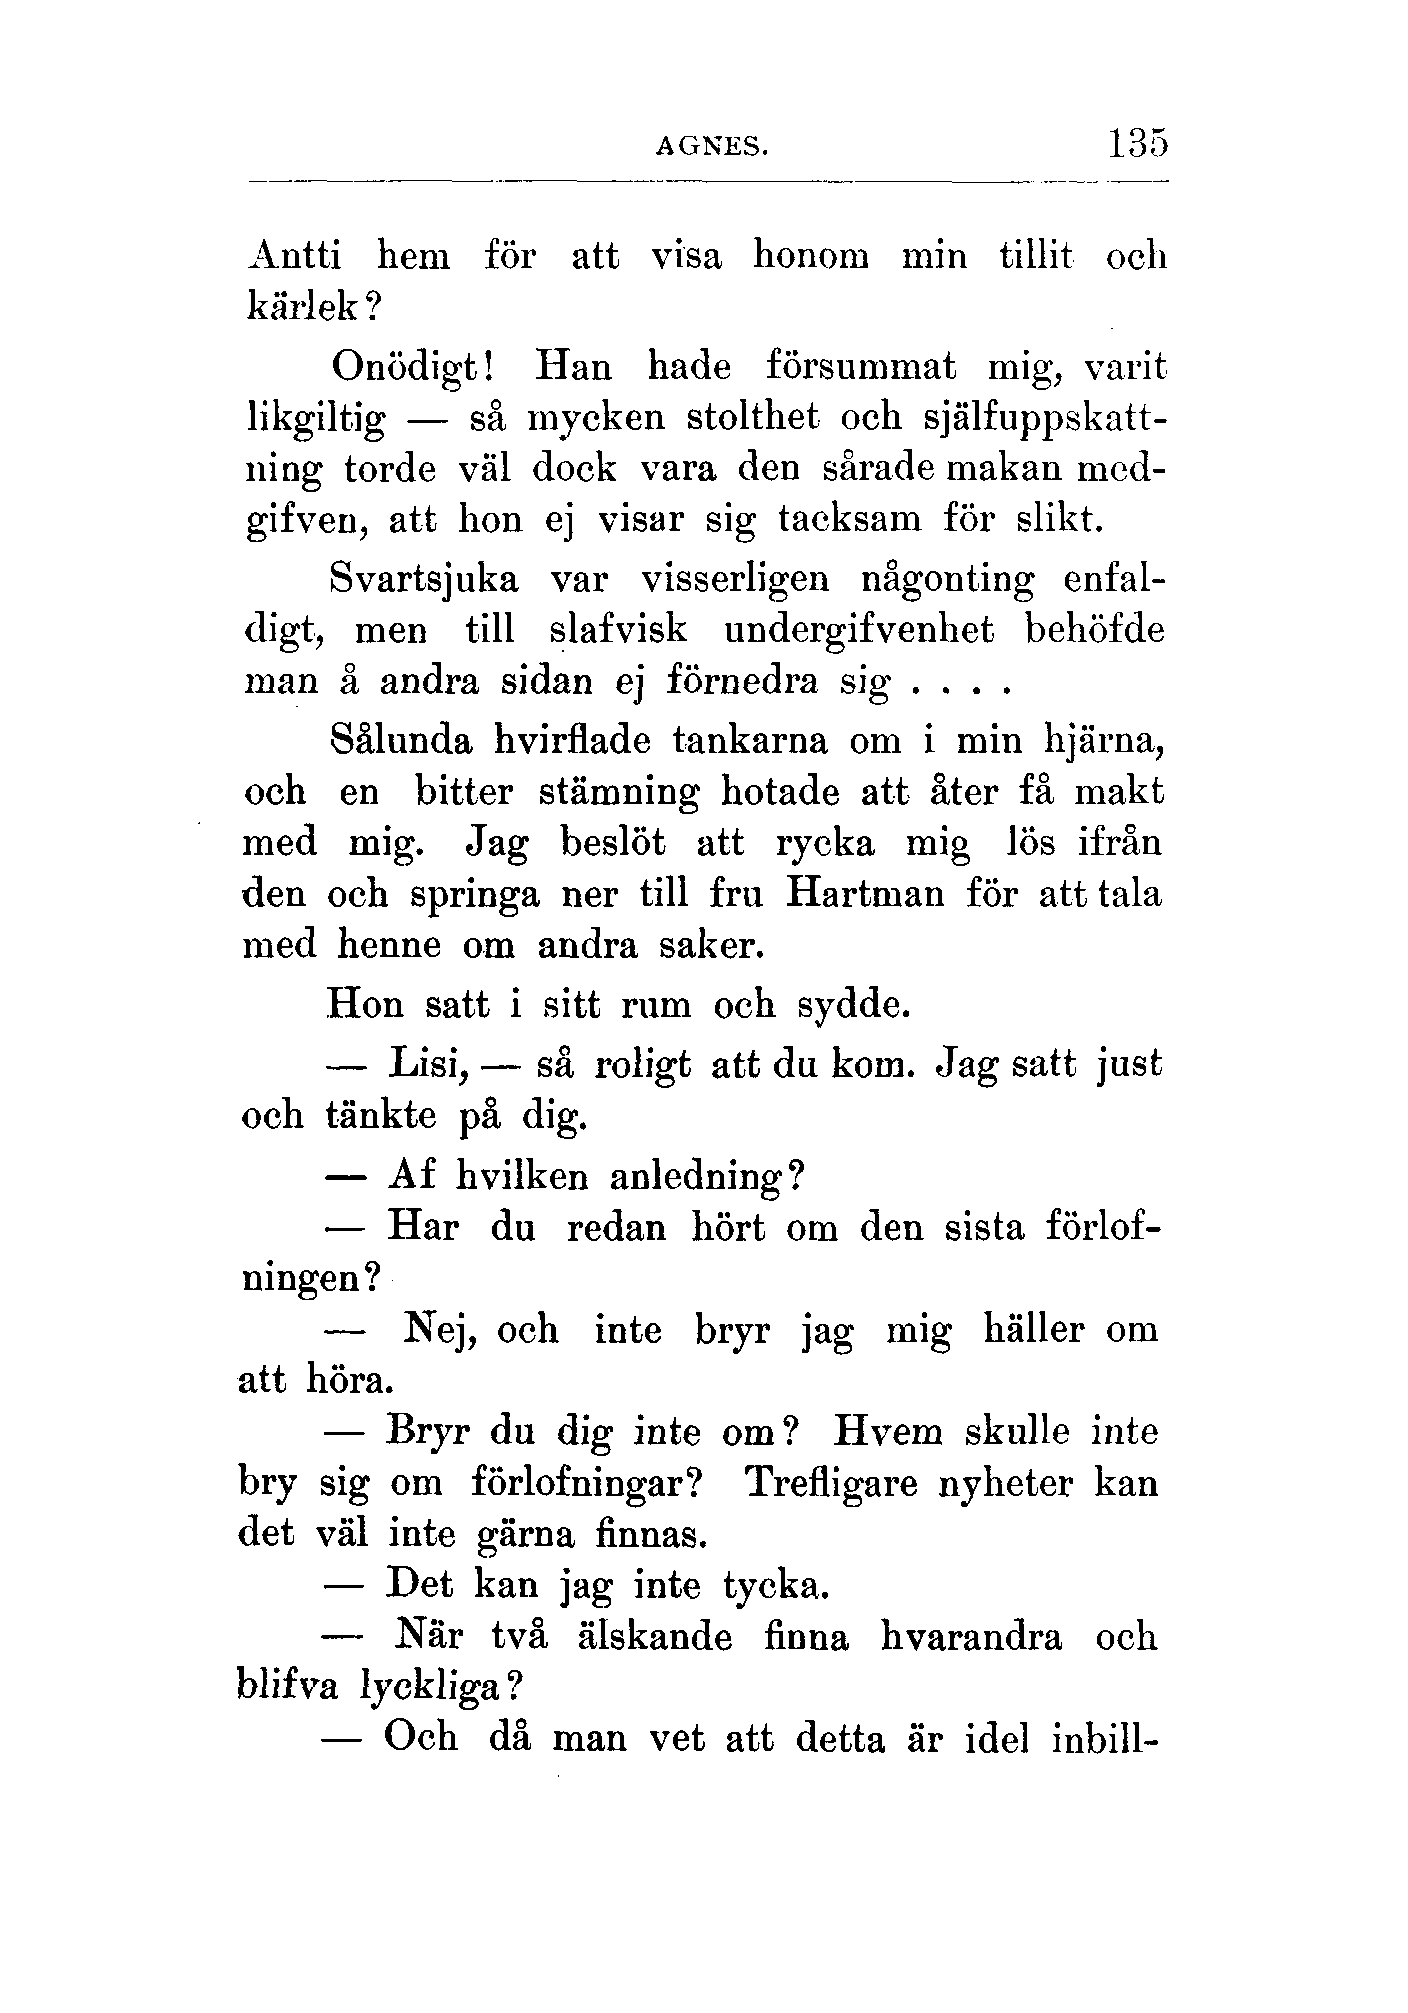 AGNES. 135
Antti hem för att visa honom min tillit och
kärlek?
Onödigt! Han hade försummat mig, varit
likgiltig — så mycken stolthet och själfuppskatt-
ning torde väl dock vara den sårade makan med-
gifven, att hon ej visar sig tacksam för slikt.
Svartsjuka var visserligen någonting enfal-
digt, men till slafvisk undergifvenhet behöfde
man å andra sidan ej förnedra sig . . . .
Sålunda hvirflade tankarna om i min hjärna,
och en bitter stämning hotade att åter få makt
med mig. Jag beslöt att rycka mig lös ifrån
den och springa ner till fru Hartman för att tala
med henne om andra saker.
Hon satt i sitt rum och sydde.
— Lisi, — så roligt att du kom. Jag satt just
och tänkte på dig.
— Af hvilken anledning?
— Har du redan hört om den sista förlof-
ningen?
— Nej, och inte bryr jag mig häller om
att höra.
— Bryr du dig inte om? Hvem skulle inte
bry sig om förlofningar? Trefligare nyheter kan
det väl inte gärna finnas.
— Det kan jag inte tycka.
— När två älskande finna hvarandra och
blifva lyckliga?
— Och då man vet att detta är idel inbill-